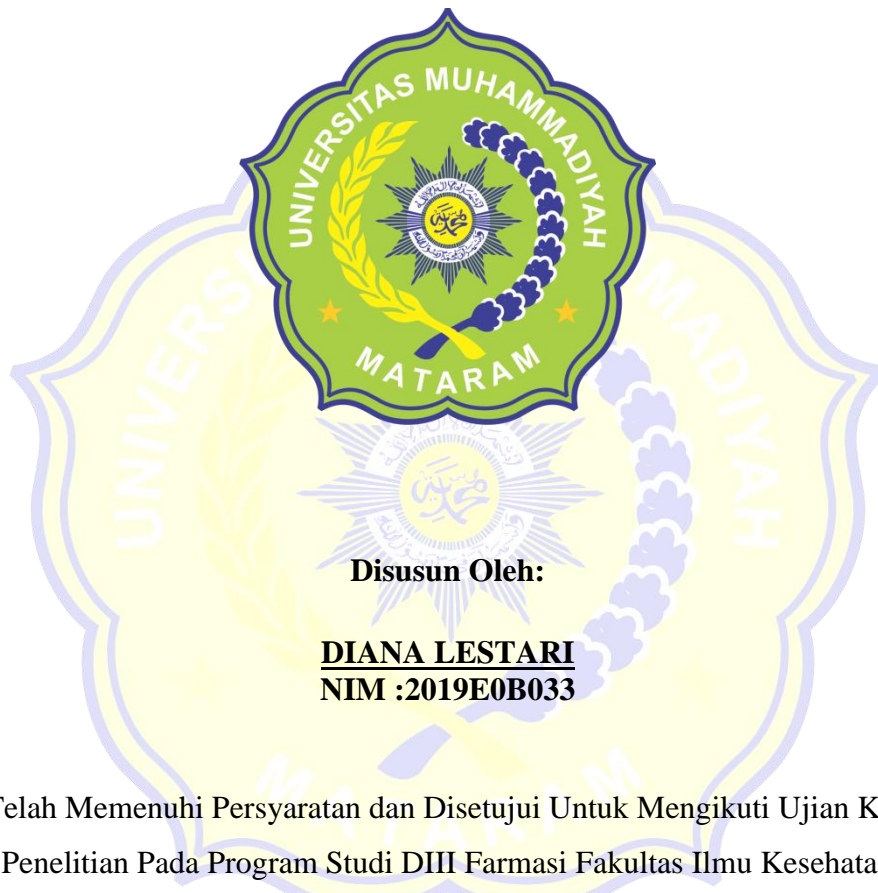 UNIVERSITAS MUHAMMADIYAH
MATARAM
Disusun Oleh:
DIANA LESTARI
NIM :2019E0B033
Telah Memenuhi Persyaratan dan Disetujui Untuk Mengikuti Ujian K
Penelitian Pada Program Studi DIII Farmasi Fakultas Ilmu Kesehata